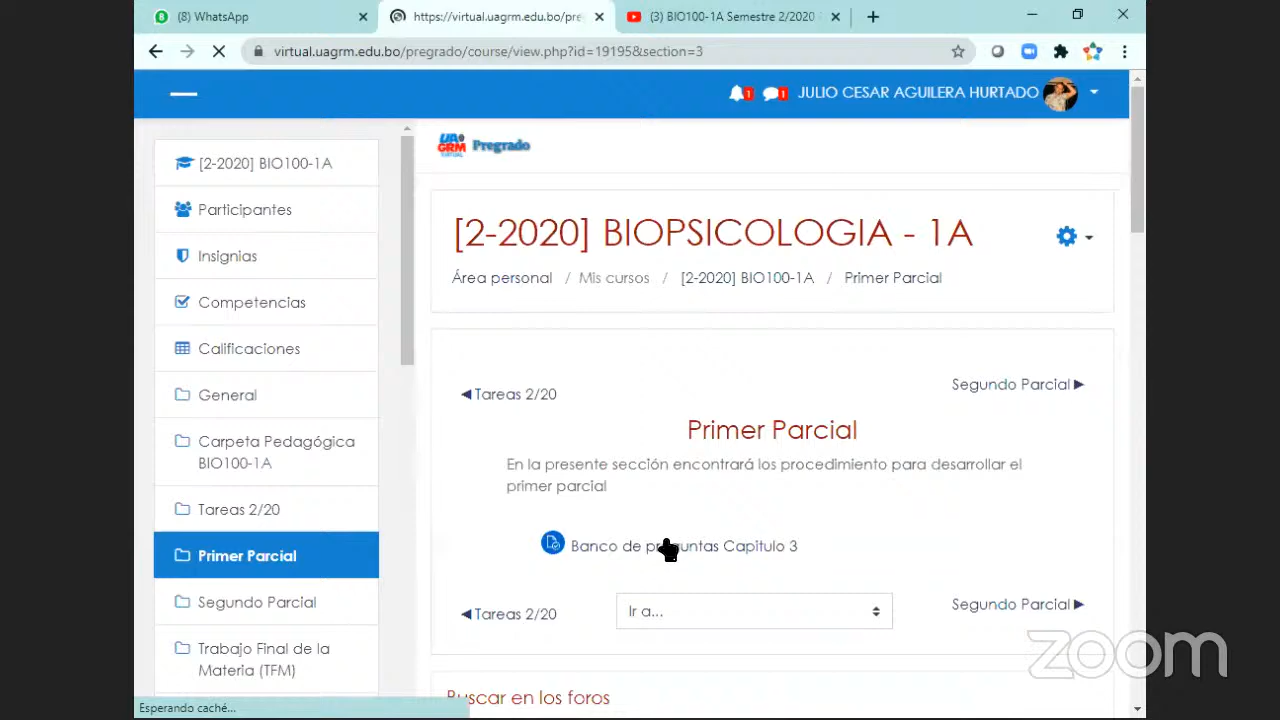 (8) WhatsApp
https://virtual.uagrm.edu.bo/pre
(3) BIO100-1A Semestre 2/2020
virtual.uagrm.edu.bo/pregrado/course/view.php?id=19195&section=3
1
1
JULIO CESAR AGUILERA HURTADO
UAGRM
VIRTUAL
Pregrado
[2-2020] BIO100-1A
Participantes
Insignias
Competencias
Calificaciones
General
Carpeta Pedagógica
BIO100-1A
Tareas 2/20
Primer Parcial
Segundo Parcial
Trabajo Final de la
Materia (TFM)
[2-2020] BIOPSICOLOGIA - 1A
Área personal / Mis cursos / [2-2020] BIO100-1A / Primer Parcial
Segundo Parcial
Tareas 2/20
Primer Parcial
En la presente sección encontrará los procedimiento para desarrollar el
primer parcial
Banco de preguntas Capitulo 3
Tareas 2/20
Ir a...
Segundo Parcial
Buscar en los foros
Esperando caché...
zoom